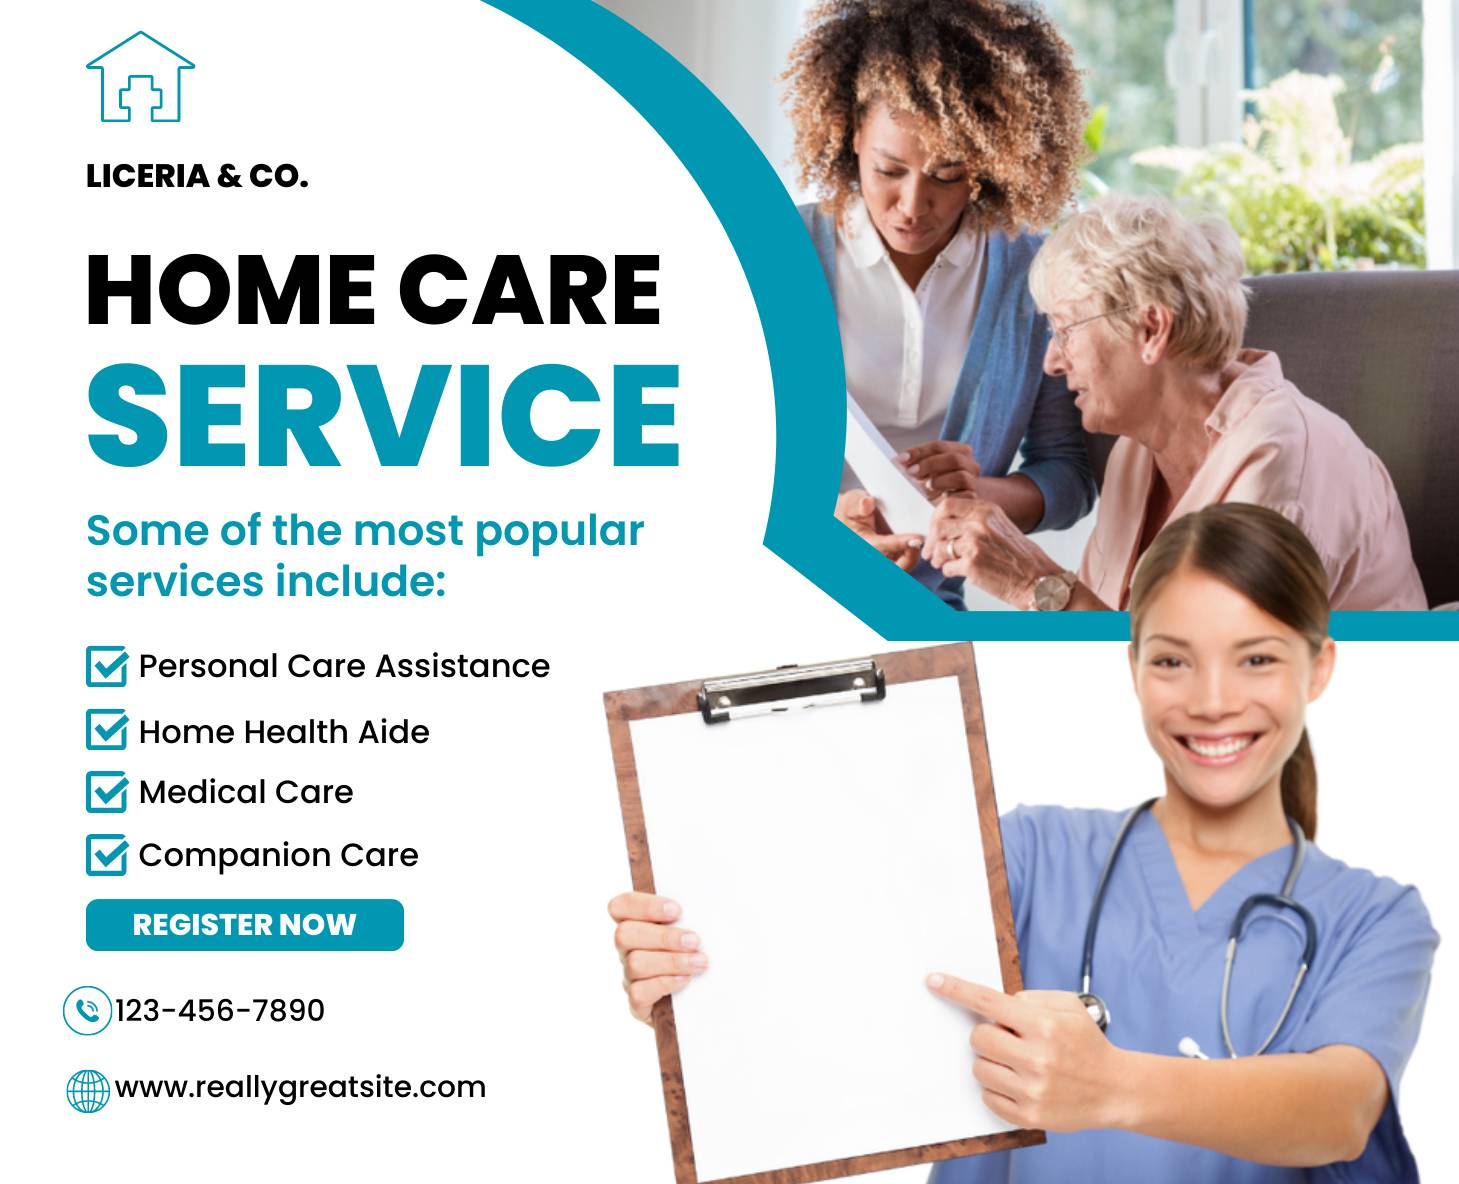 LICERIA & CO.
HOME CARE
SERVICE
Some of the most popular
services include:
Personal Care Assistance
Home Health Aide
Medical Care
Companion Care
REGISTER NOW
123-456-7890
www.reallygreatsite.com